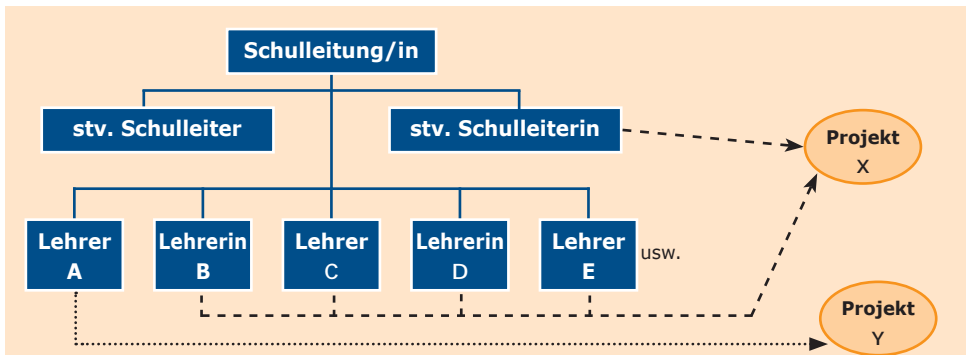 Schulleitung/in
stv. Schulleiter
stv. Schulleiterin
Projekt
X
Lehrer
A
Lehrerin
B
Lehrer
C
Lehrerin
D
Lehrer
E
usw.
Projekt
Y